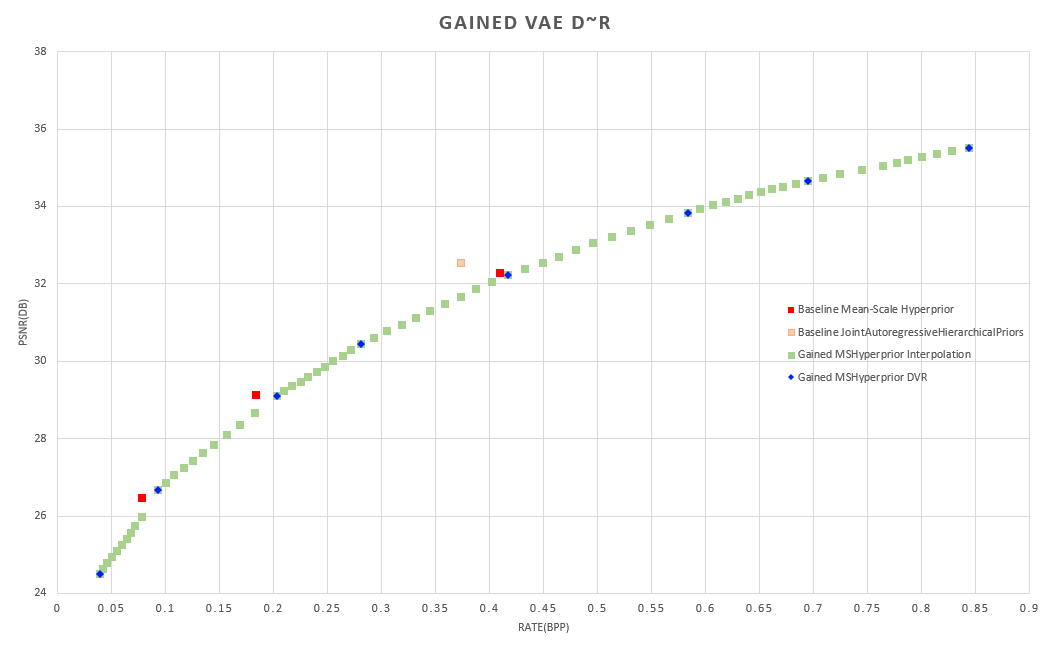 GAINED VAE D~R
38
36
34
32
30
28
26
24
PSNR(DB)
0 0.05 0.1 0.15 0.2 0.25 0.3 0.35 0.4 0.45 0.5 0.55 0.6 0.65 0.7 0.75 0.8 0.85 0.9
RATE(BPP)
Baseline Mean-Scale Hyperprior
Baseline JointAutoregressiveHierarchicalPriors
Gained MSHyperprior Interpolation
Gained MSHyperprior DVR